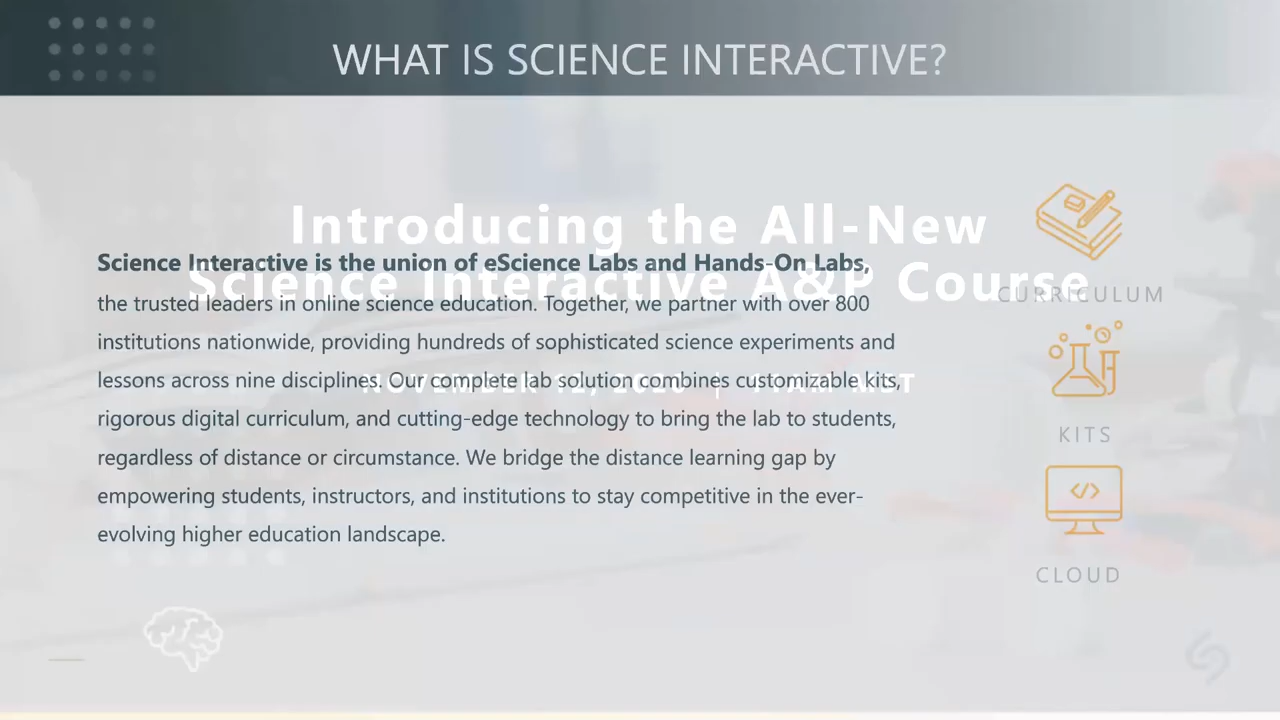 WHAT IS SCIENCE INTERACTIVE?
Introducing the All-New
Science Interactive A&P Course
NOVEMBER 12, 2020 | 11AM MST
Science Interactive is the union of eScience Labs and Hands-On Labs,
the trusted leaders in online science education. Together, we partner with over 800
institutions nationwide, providing hundreds of sophisticated science experiments and
lessons across nine disciplines. Our complete lab solution combines customizable kits,
rigorous digital curriculum, and cutting-edge technology to bring the lab to students,
regardless of distance or circumstance. We bridge the distance learning gap by
empowering students, instructors, and institutions to stay competitive in the ever-
evolving higher education landscape.
CURRICULUM
KITS
CLOUD